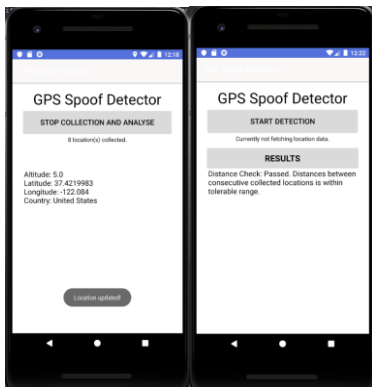 12:18
GPS Spoof Detector
STOP COLLECTION AND ANALYSE
8 location(s) collected.
Altitude: 5.0
Latitude: 37.4219983
Longitude: -122.084
Country: United States
Location updated!
12:22
GPS Spoof Detector
START DETECTION
Currently not fetching location data.
RESULTS
Distance Check: Passed. Distances between
consecutive collected locations is within
tolerable range.